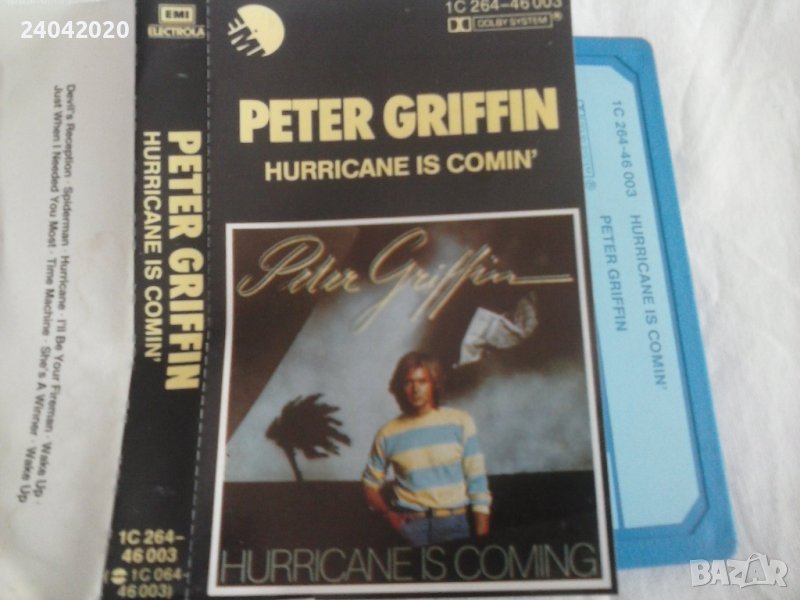 24042020
Devil's Reception · Spiderman · Hurricane · I'll Be Your Fireman · Wake Up ·
Just When I Needed You Most · Time Machine · She's A Winner · Wake Up
EMI
ELECTROLA
PETER GRIFFIN
HURRICANE IS COMIN'
1C 264-
46 003
(1C 064-
46 003)
EMI
1C 264-46 003
DOLBY SYSTEM®
PETER GRIFFIN
HURRICANE IS COMIN'
Peter Griffin
HURRICANE IS COMING
1C 264-46 003 HURRICANE IS COMIN'
PETER GRIFFIN
BAZAR